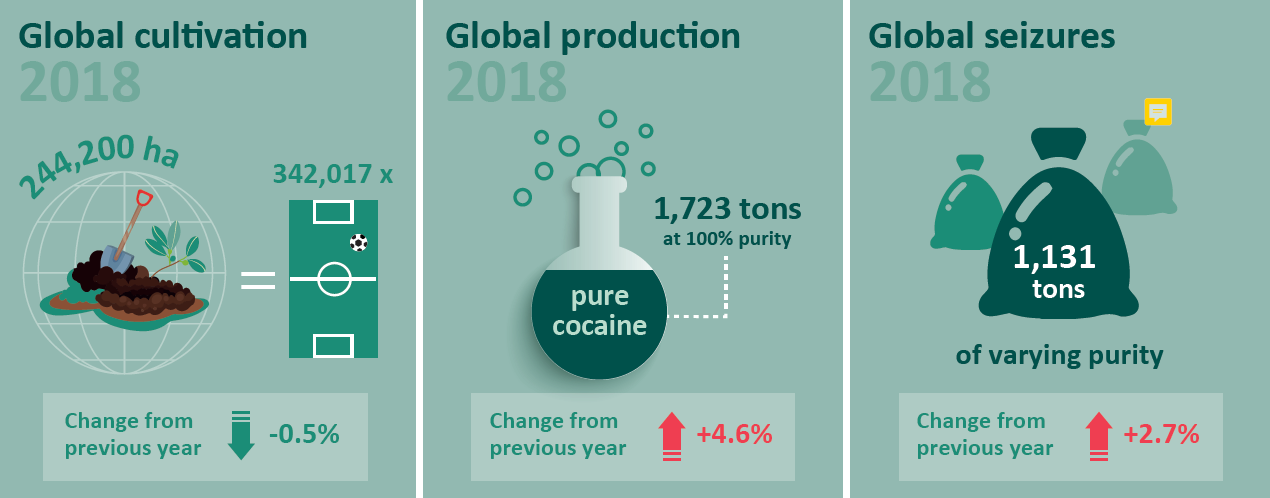 Global cultivation
2018
244,200 ha
342,017 x
Change from
previous year
-0.5%
Global production
2018
1,723 tons
at 100% purity
pure
cocaine
Change from
previous year
+4.6%
Global seizures
2018
1,131
tons
of varying purity
Change from
previous year
+2.7%